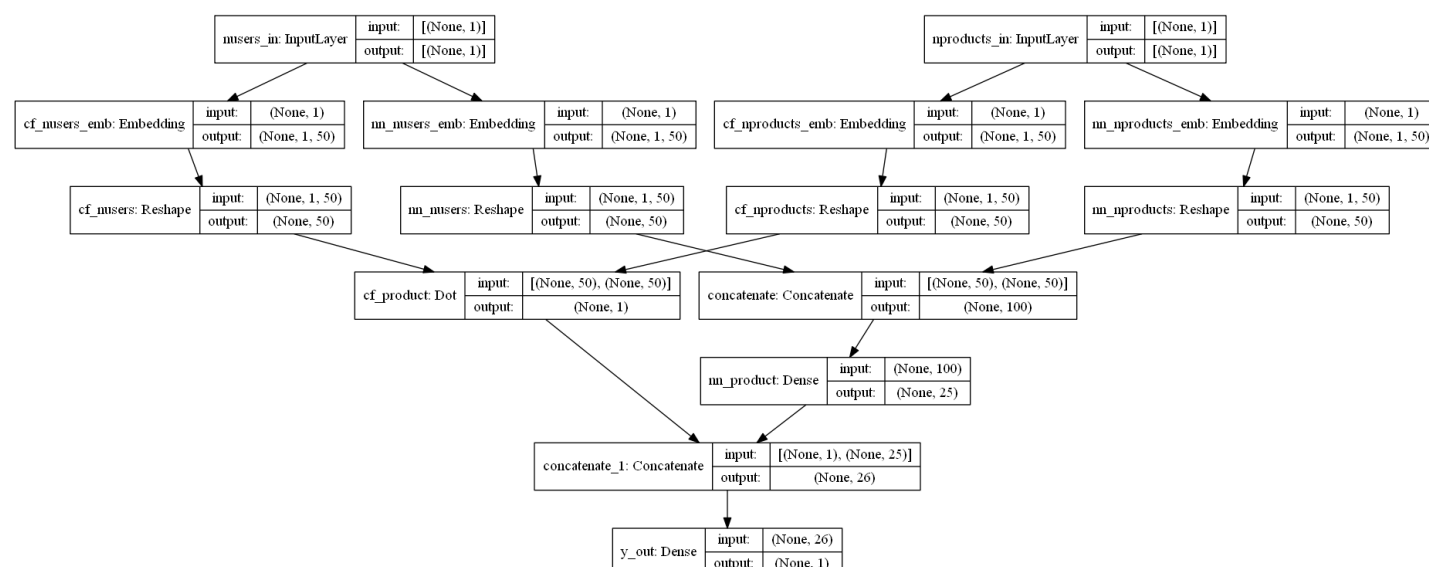 nusers_in: InputLayer input: [(None, 1)] output: [(None, 1)]
nproducts_in: InputLayer input: [(None, 1)] output: [(None, 1)]
cf_nusers_emb: Embedding input: (None, 1) output: (None, 1, 50)
nn_nusers_emb: Embedding input: (None, 1) output: (None, 1, 50)
cf_nproducts_emb: Embedding input: (None, 1) output: (None, 1, 50)
nn_nproducts_emb: Embedding input: (None, 1) output: (None, 1, 50)
cf_nusers: Reshape input: (None, 1, 50) output: (None, 50)
nn_nusers: Reshape input: (None, 1, 50) output: (None, 50)
cf_nproducts: Reshape input: (None, 1, 50) output: (None, 50)
nn_nproducts: Reshape input: (None, 1, 50) output: (None, 50)
cf_product: Dot input: [(None, 50), (None, 50)] output: (None, 1)
concatenate: Concatenate input: [(None, 50), (None, 50)] output: (None, 100)
nn_product: Dense input: (None, 100) output: (None, 25)
concatenate_1: Concatenate input: [(None, 1), (None, 25)] output: (None, 26)
y_out: Dense input: (None, 26) output: (None, 1)